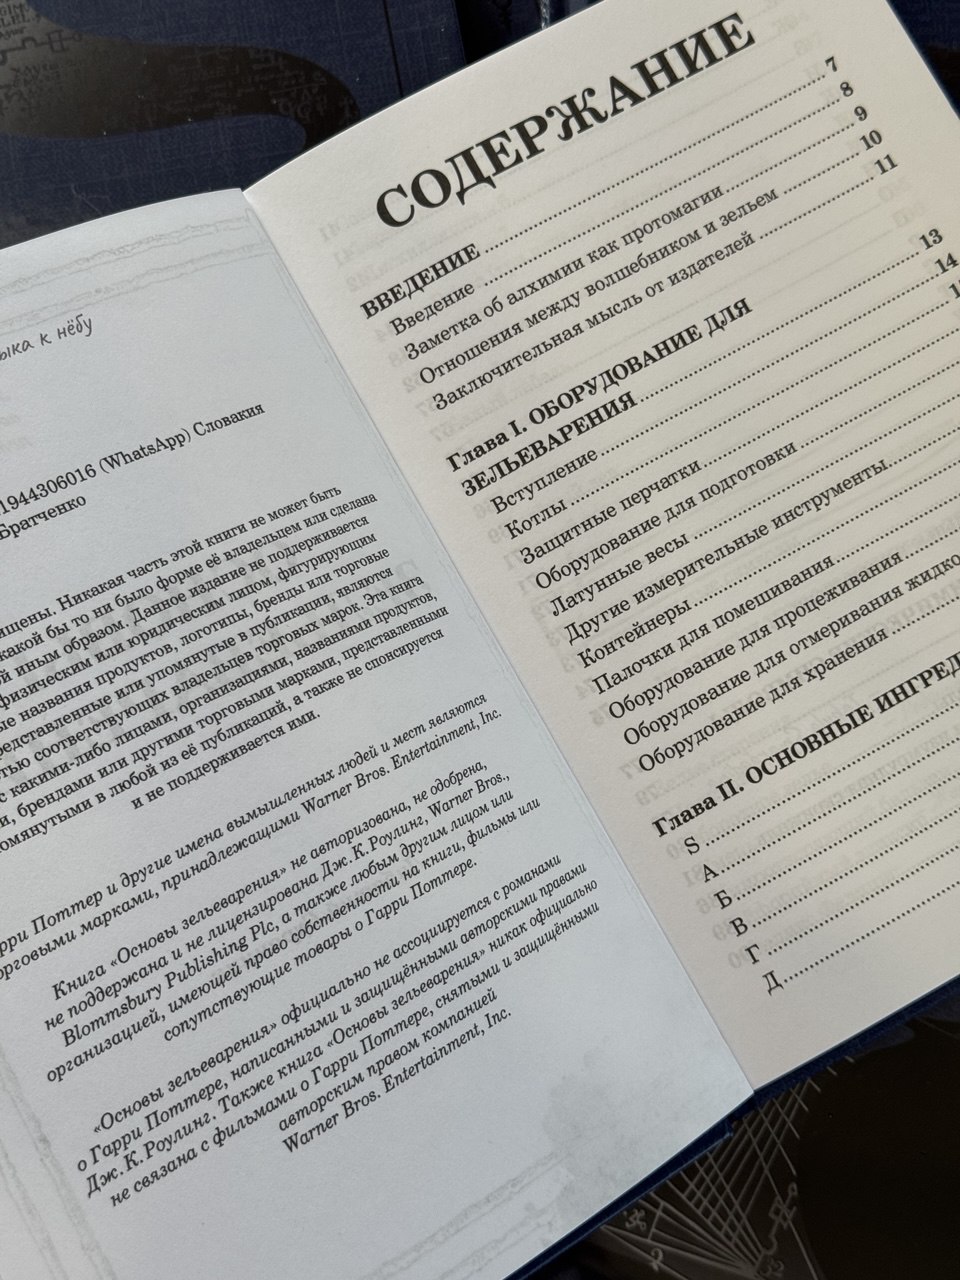 ыка к нёбу
1944306016 (WhatsApp) Словакия
Братченко
Никакая часть этой книги не может быть
какой бы то ни было форме её владельцем или сделана
иным образом. Данное издание не поддерживается
физическим или юридическим лицом, фигурирующим
названия продуктов, логотипы, бренды или торговые
представленные или упомянутые в публикации, являются
соответствующих владельцев торговых марок. Эта книга
с какими-либо лицами, организациями, названиями продуктов,
брендами или другими торговыми марками, представленными
помянутыми в любой из её публикаций, а также не спонсируется
и не поддерживается ими.
рри Поттер и другие имена вымышленных людей и мест являются
орговыми марками, принадлежащими Warner Bros. Entertainment, Inc.
Книга «Основы зельеварения» не авторизована, не одобрена,
не поддержана и не лицензирована Дж. К. Роулинг, Warner Bros.,
Blommsbury Publishing Plc, а также любым другим лицом или
организацией, имеющей право собственности на книги, фильмы или
сопутствующие товары о Гарри Поттере.
«Основы зельеварения» официально не ассоциируется с романами
о Гарри Поттере, написанными и защищёнными авторскими правами
Дж. К. Роулинг. Также книга «Основы зельеварения» никак официально
не связана с фильмами о Гарри Поттере, снятыми и защищёнными
авторским правом компанией
Warner Bros. Entertainment, Inc.
СОДЕРЖАНИЕ
ВВЕДЕНИЕ 7
Введение 8
Заметка об алхимии как протомагии 9
Отношения между волшебником и зельем 10
Заключительная мысль от издателей 11
Глава I. ОБОРУДОВАНИЕ ДЛЯ
ЗЕЛЬЕВАРЕНИЯ 13
Вступление 14
Котлы
Защитные перчатки
Оборудование для подготовки
Латунные весы
Другие измерительные инструменты
Контейнеры
Палочки для помешивания
Оборудование для процеживания
Оборудование для отмеривания жидко
Оборудование для хранения
Глава II. ОСНОВНЫЕ ИНГРЕД
S
А
Б
В
Г
Д